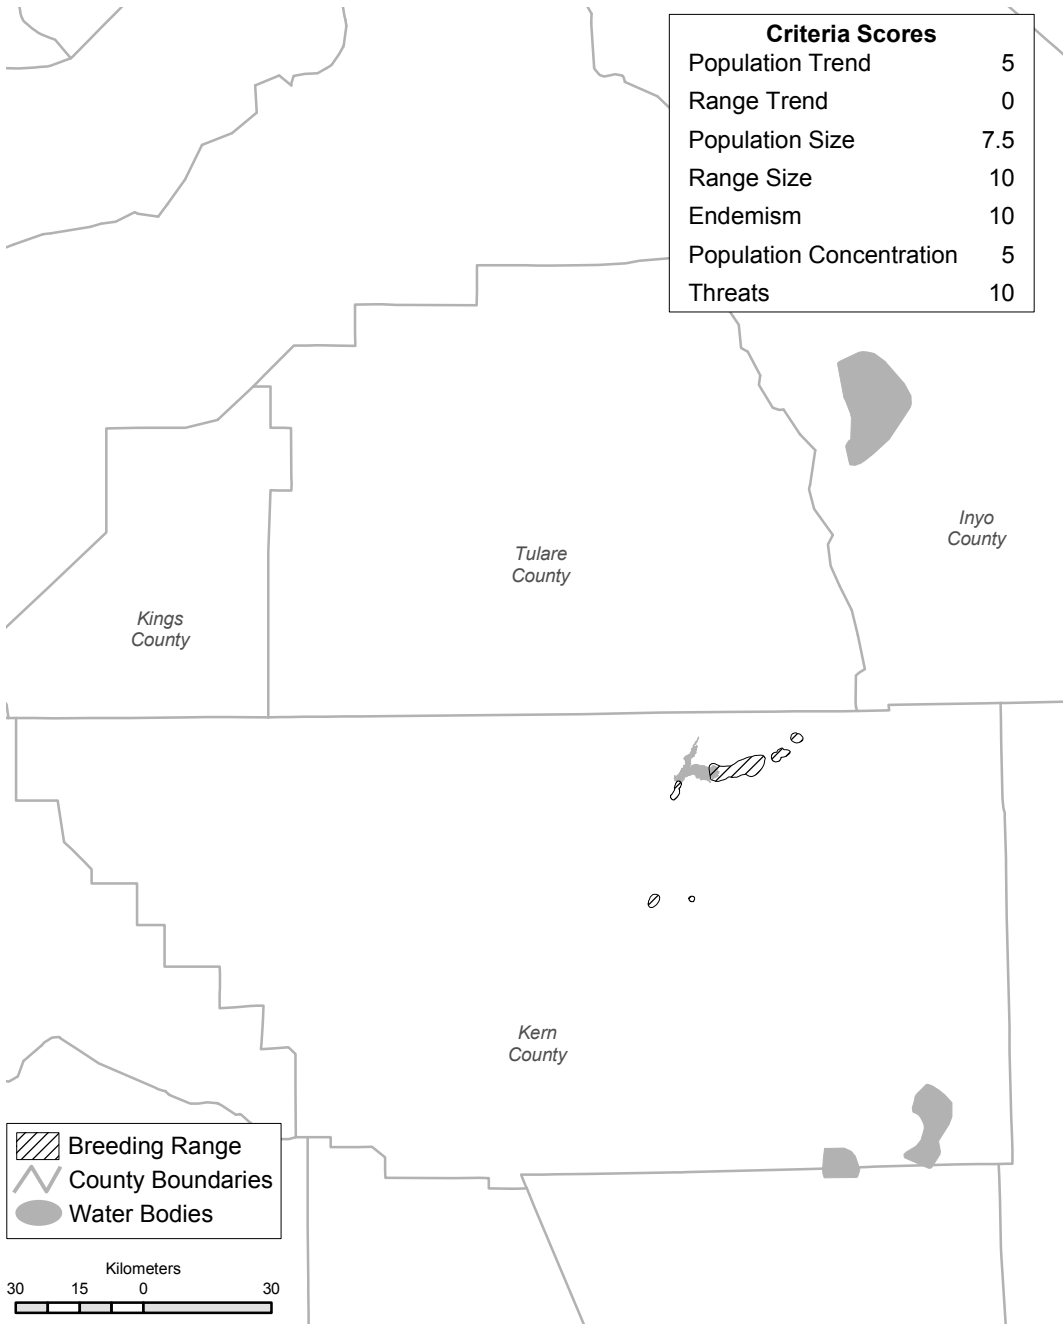 Criteria Scores
Population Trend 5
Range Trend 0
Population Size 7.5
Range Size 10
Endemism 10
Population Concentration 5
Threats 10
Inyo
County
Tulare
County
Kings
County
Kern
County
Breeding Range
County Boundaries
Water Bodies
Kilometers
30 15 0 30